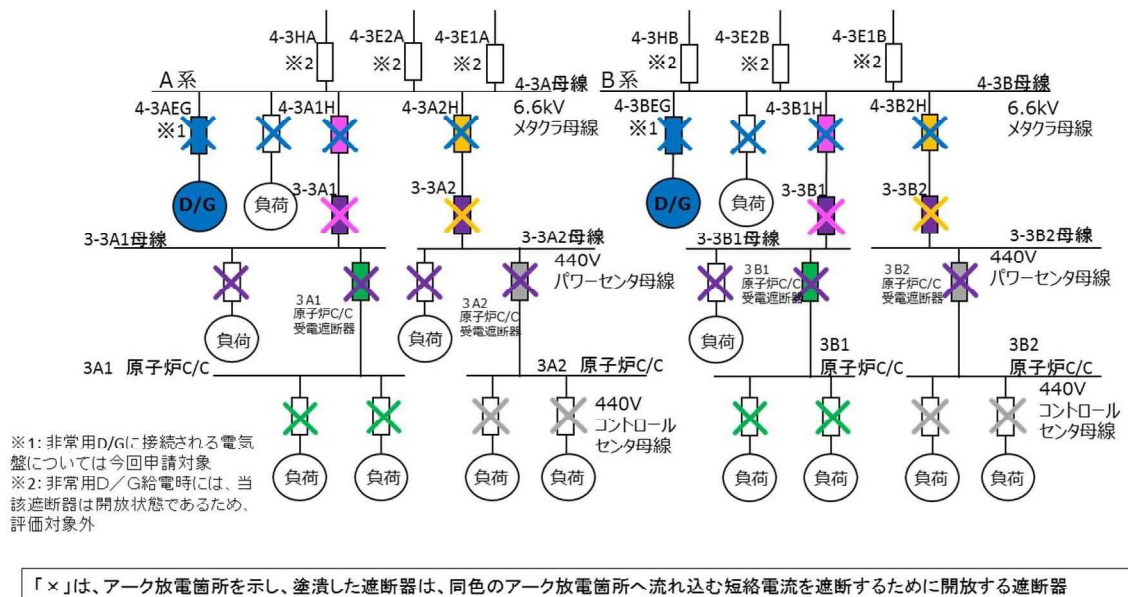 4-3HA
※2
4-3E2A
※2
4-3E1A
※2
A系
4-3A母線
6.6kV
メタクラ母線
4-3AEG
※1
4-3A1H
4-3A2H
D/G
負荷
3-3A1
3-3A2
3-3A1母線
3-3A2母線
440V
パワーセンタ母線
負荷
3A1
原子炉C/C
受電遮断器
負荷
3A2
原子炉C/C
受電遮断器
3A1 原子炉C/C
3A2 原子炉C/C
440V
コントロール
センタ母線
負荷
負荷
負荷
負荷
4-3HB
※2
4-3E2B
※2
4-3E1B
※2
B系
4-3B母線
6.6kV
メタクラ母線
4-3BEG
※1
4-3B1H
4-3B2H
D/G
負荷
3-3B1
3-3B2
3-3B1母線
3-3B2母線
440V
パワーセンタ母線
負荷
3B1
原子炉C/C
受電遮断器
3B2
原子炉C/C
受電遮断器
3B1
原子炉C/C
3B2
原子炉C/C
440V
コントロール
センタ母線
負荷
負荷
負荷
負荷
※1:非常用D/Gに接続される電気
盤については今回申請対象
※2:非常用D／G給電時には、当
該遮断器は開放状態であるため、
評価対象外
「×」は、アーク放電箇所を示し、塗潰した遮断器は、同色のアーク放電箇所へ流れ込む短絡電流を遮断するために開放する遮断器